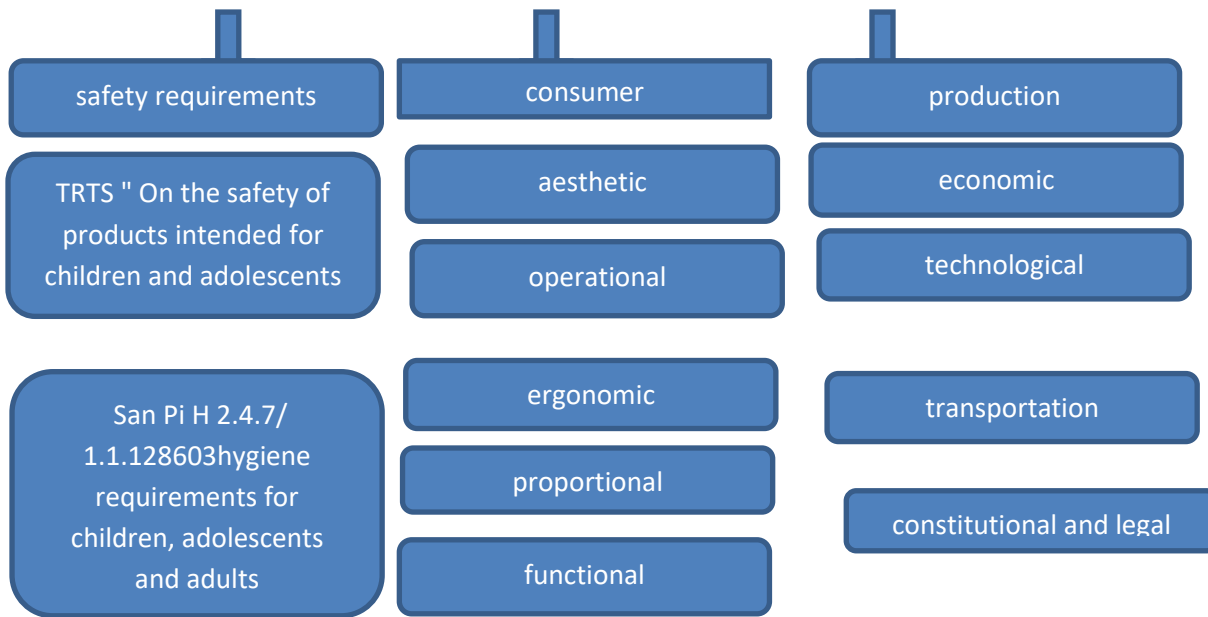 safety requirements
TRTS " On the safety of
products intended for
children and adolescents
San Pi H 2.4.7/
1.1.128603hygiene
requirements for
children, adolescents
and adults
consumer
aesthetic
operational
ergonomic
proportional
functional
production
economic
technological
transportation
constitutional and legal